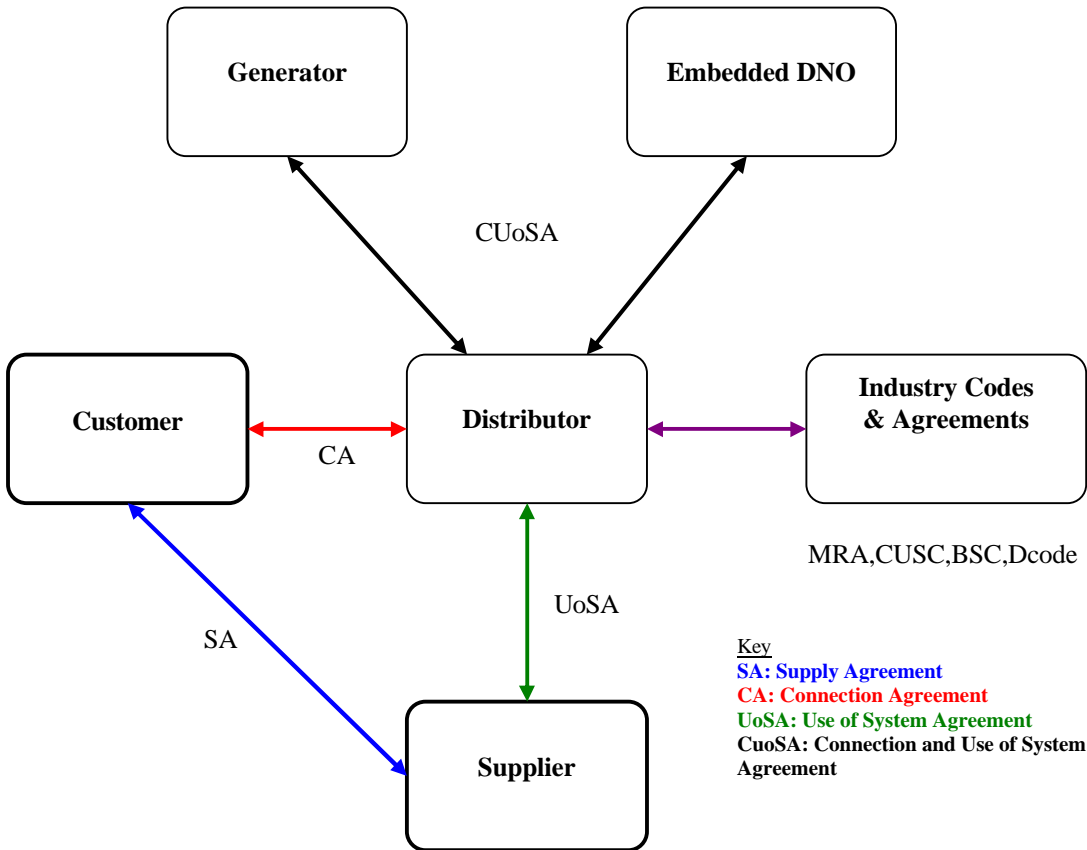 Generator
Embedded DNO
CUoSA
Customer
Distributor
Industry Codes
& Agreements
CA
MRA,CUSC,BSC,Dcode
UoSA
SA
Supplier
Key
SA: Supply Agreement
CA: Connection Agreement
UoSA: Use of System Agreement
CuoSA: Connection and Use of System
Agreement